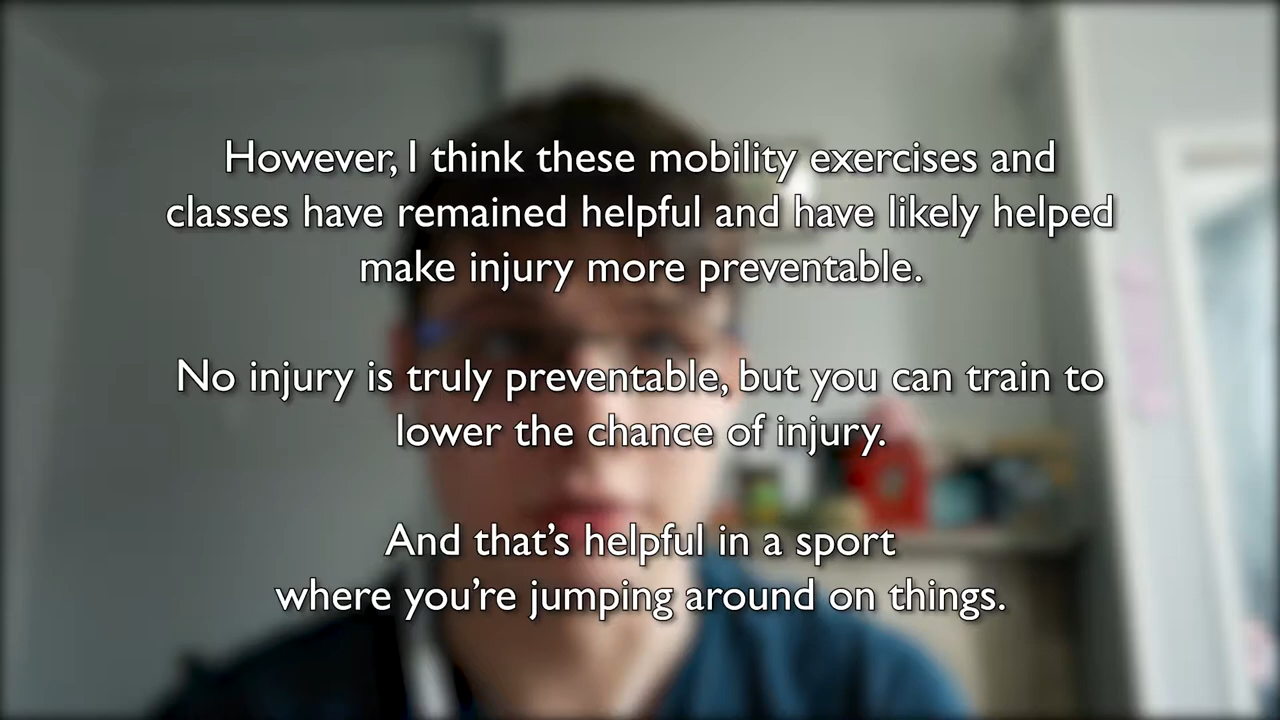 However, I think these mobility exercises and
classes have remained helpful and have likely helped
make injury more preventable.
No injury is truly preventable, but you can train to
lower the chance of injury.
And that's helpful in a sport
where you're jumping around on things.